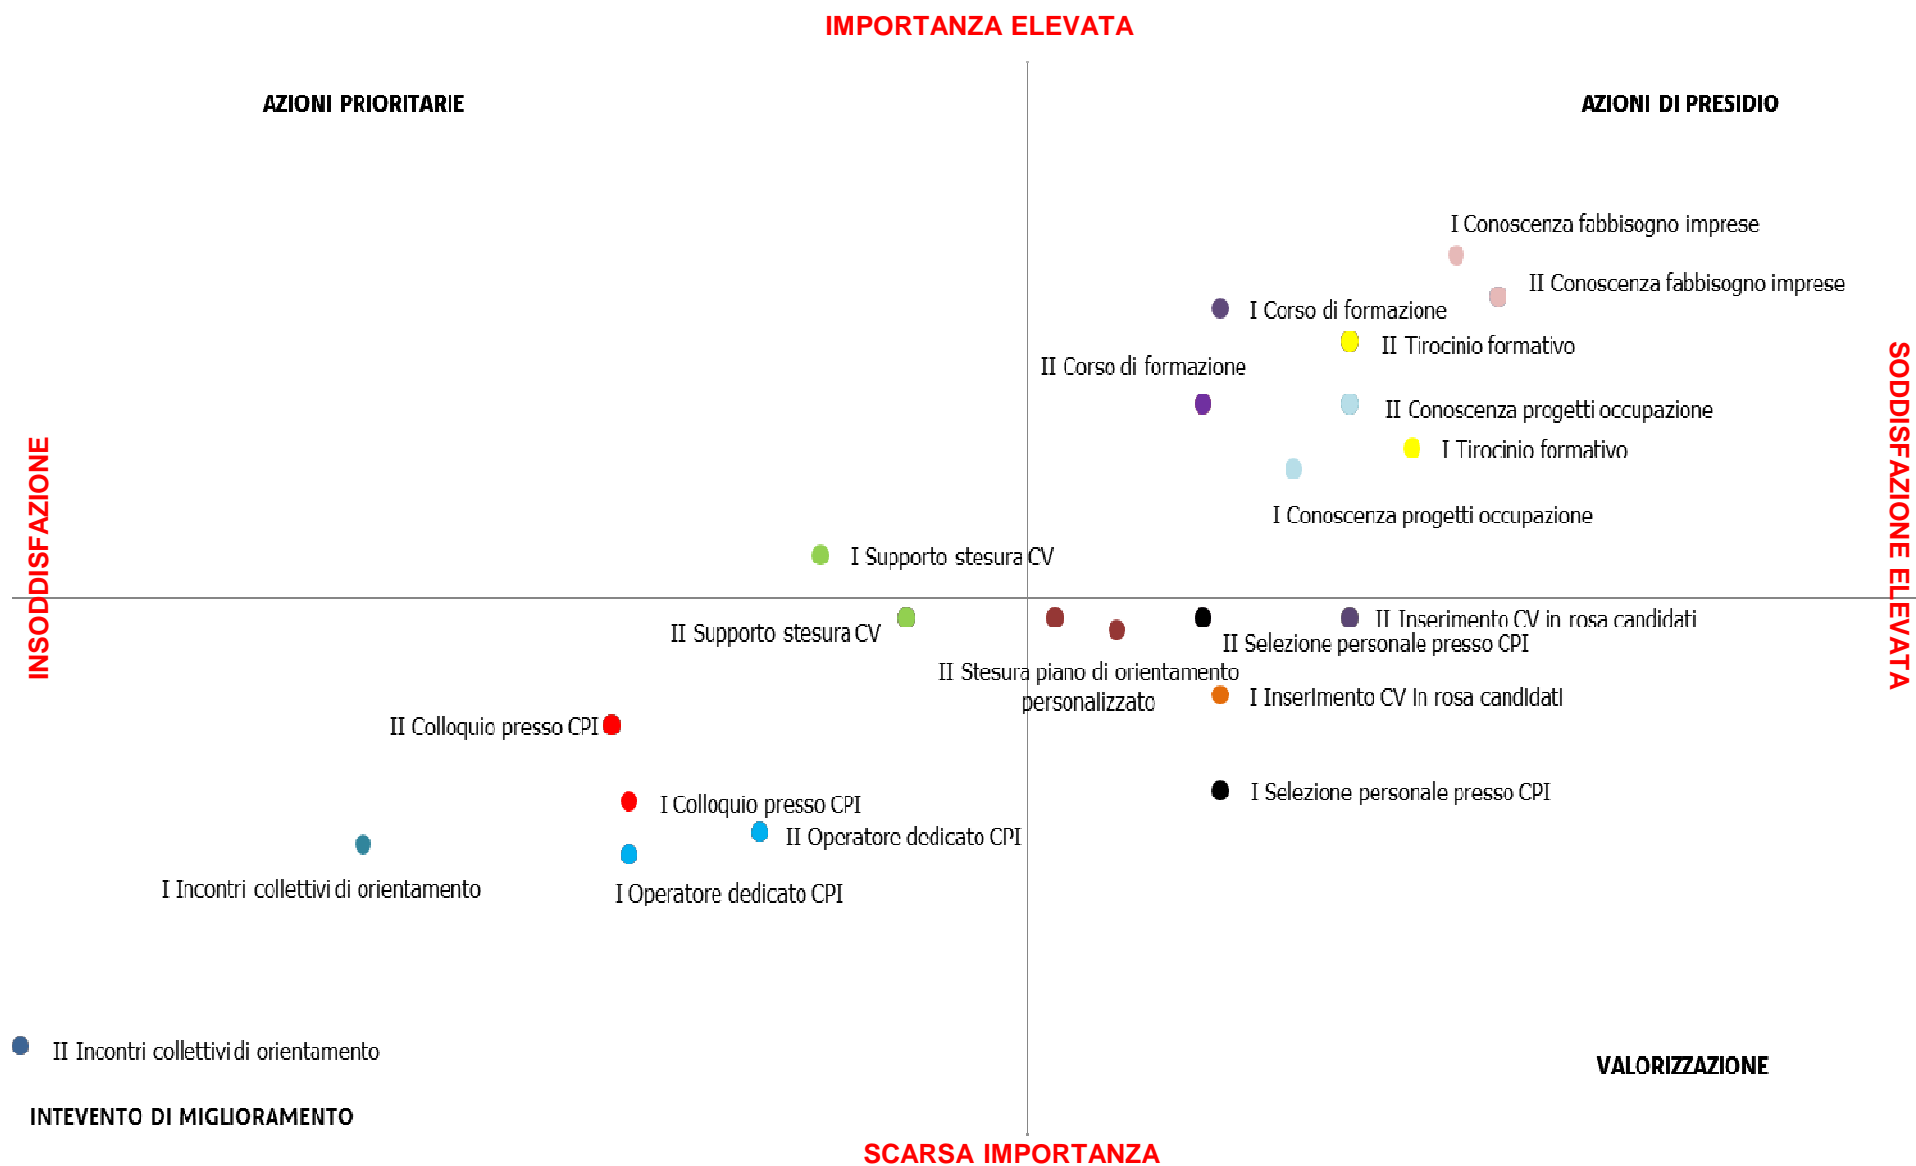 IMPORTANZA ELEVATA
AZIONI PRIORITARIE
AZIONI DI PRESIDIO
I Conoscenza fabbisogno imprese
II Conoscenza fabbisogno imprese
I Corso di formazione
II Tirocinio formativo
II Corso di formazione
II Conoscenza progetti occupazione
I Tirocinio formativo
I Conoscenza progetti occupazione
INSODDISFAZIONE
SODDISFAZIONE ELEVATA
I Supporto stesura CV
II Supporto stesura CV
II Inserimento CV in rosa candidati
II Selezione personale presso CPI
II Stesura piano di orientamento
personalizzato
I Inserimento CV in rosa candidati
II Colloquio presso CPI
I Colloquio presso CPI
I Selezione personale presso CPI
II Operatore dedicato CPI
I Incontri collettivi di orientamento
I Operatore dedicato CPI
II Incontri collettivi di orientamento
VALORIZZAZIONE
INTEVENTO DI MIGLIORAMENTO
SCARSA IMPORTANZA